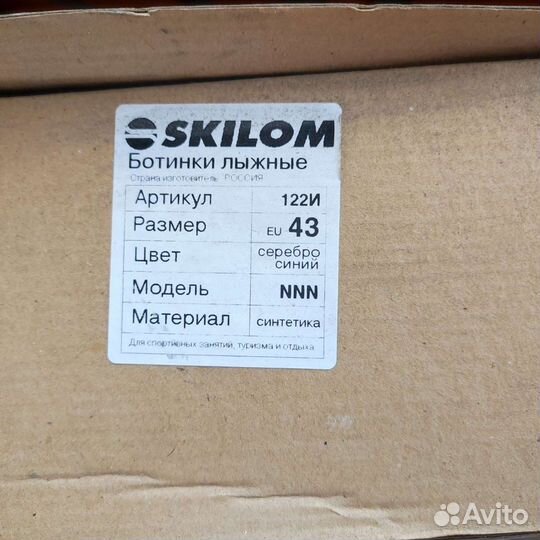 SKILOM
Ботинки лыжные
Страна изготовитель РОССИЯ
Артикул 122И
Размер EU 43
Цвет серебро
синий
Модель NNN
Материал синтетика
Для спортивных занятий, туризма и отдыха
Avito